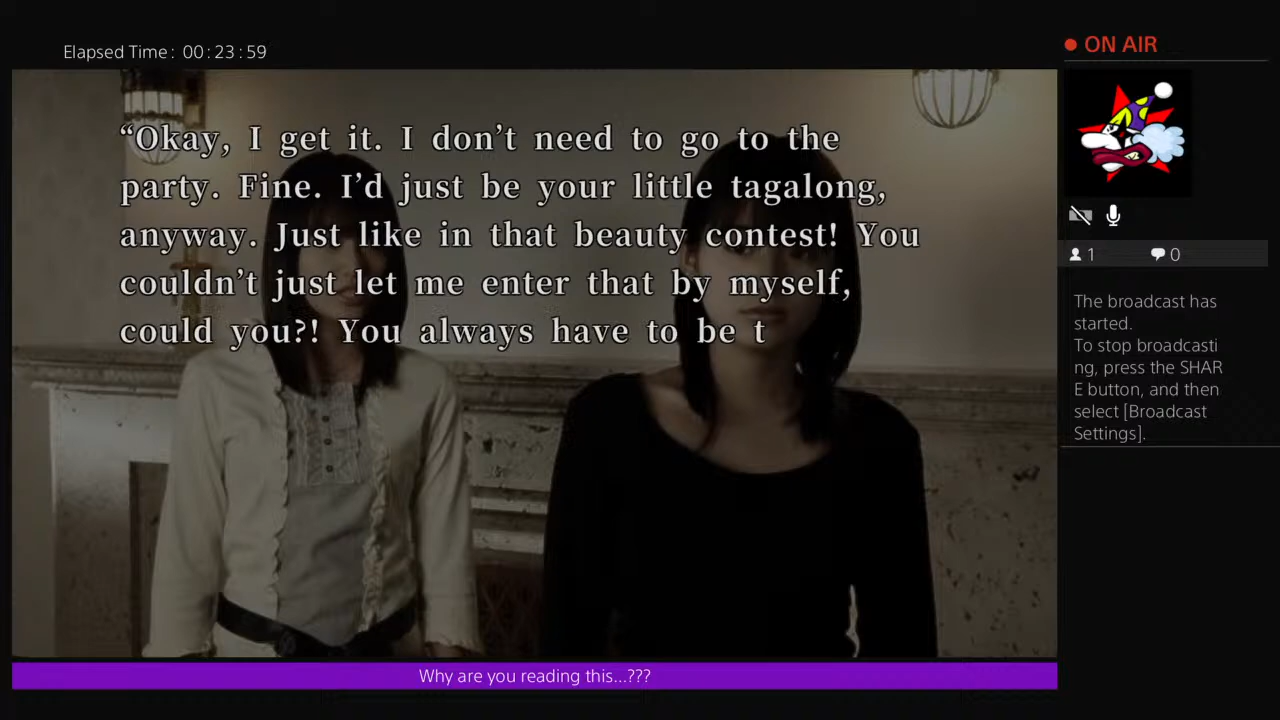 Elapsed Time: 00:23:59
ON AIR
“Okay, I get it. I don’t need to go to the
party. Fine. I’d just be your little tagalong,
anyway. Just like in that beauty contest! You
couldn’t just let me enter that by myself,
could you?! You always have to be t
1
0
The broadcast has
started.
To stop broadcasti
ng, press the SHAR
E button, and then
select [Broadcast
Settings].
Why are you reading this...???